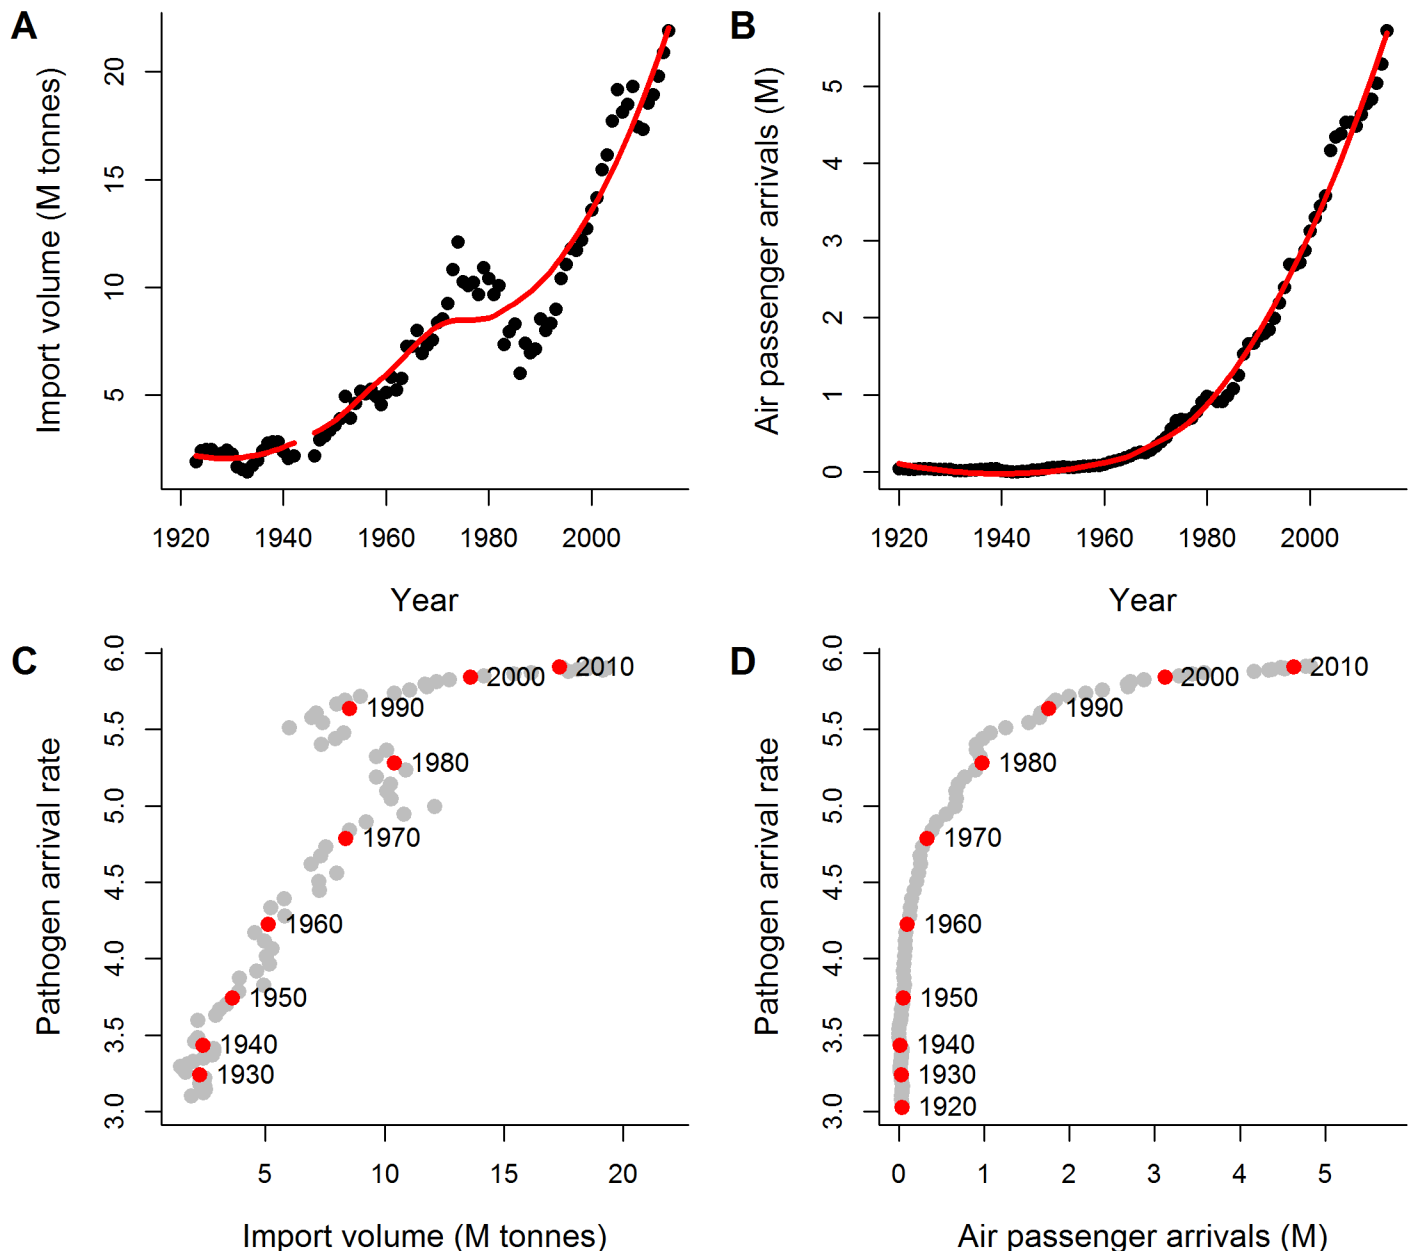 A
Import volume (M tonnes)
20
15
10
5
1920 1940 1960 1980 2000
Year
B
Air passenger arrivals (M)
5
4
3
2
1
0
1920 1940 1960 1980 2000
Year
C
Pathogen arrival rate
6.0
5.5
5.0
4.5
4.0
3.5
3.0
2000 2010
1990
1980
1970
1960
1950
1940
1930
5 10 15 20
Import volume (M tonnes)
D
Pathogen arrival rate
6.0
5.5
5.0
4.5
4.0
3.5
3.0
2000 2010
1990
1980
1970
1960
1950
1940
1930
1920
0 1 2 3 4 5
Air passenger arrivals (M)